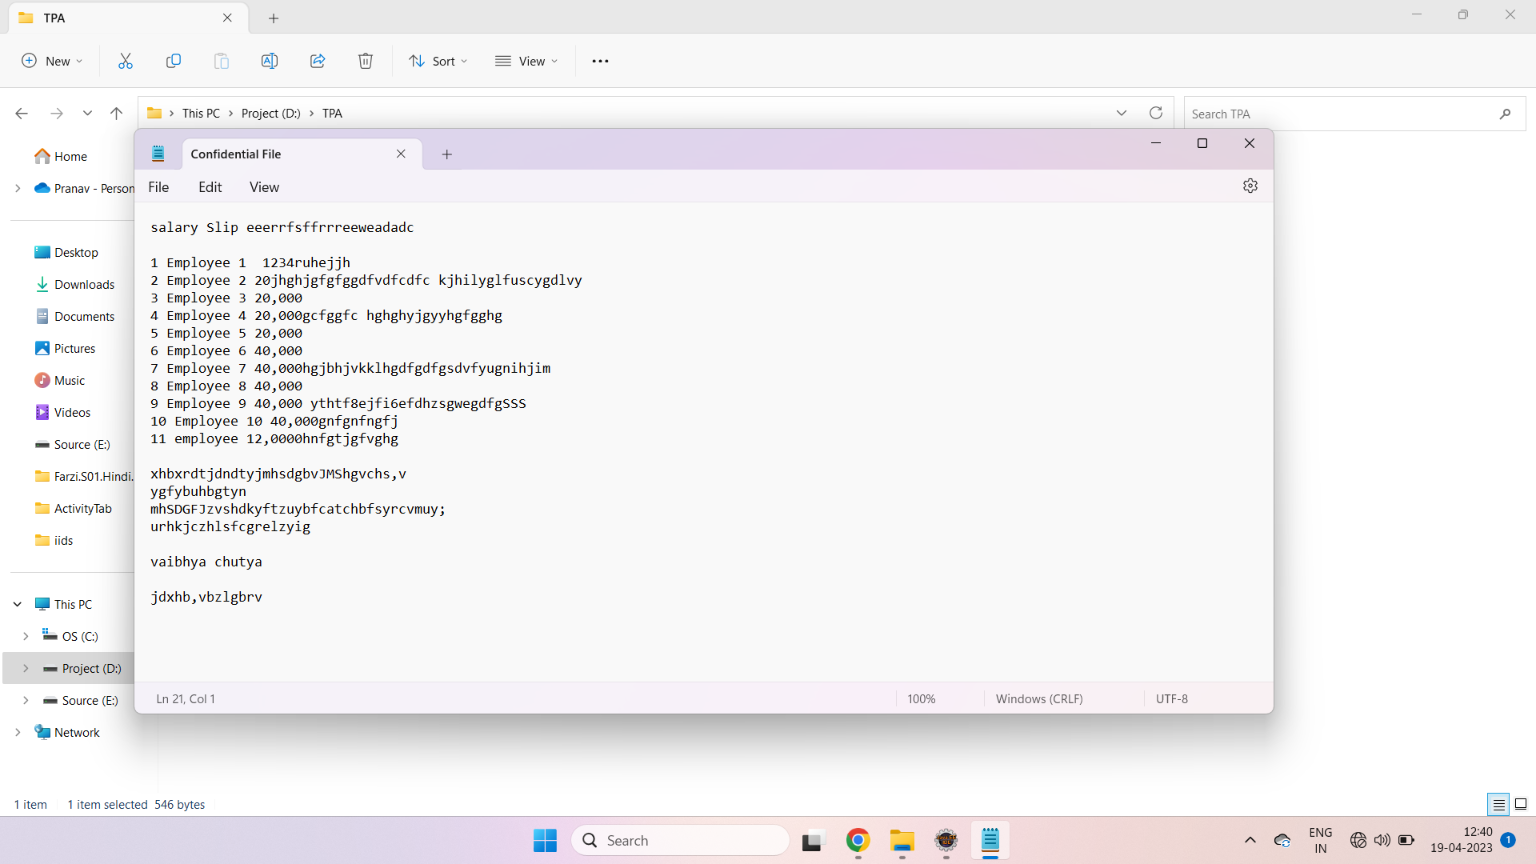 TPA
New
Sort
View
This PC > Project (D:) > TPA
Search TPA
Home
Pranav - Person
Desktop
Downloads
Documents
Pictures
Music
Videos
Source (E:)
Farzi.S01.Hindi.
ActivityTab
iids
This PC
OS (C:)
Project (D:)
Source (E:)
Network
Confidential File
File Edit View
salary Slip eeerrfsffrrreeweadadc
1 Employee 1 1234ruhejjh
2 Employee 2 20jhghjgfgfggdfvdfcdfc kjhilyglfuscygdlvy
3 Employee 3 20,000
4 Employee 4 20,000gcfggfc hghghyjgyyhgfgghg
5 Employee 5 20,000
6 Employee 6 40,000
7 Employee 7 40,000hgjbhjvkklhgdfgdfgsdvfyugnihjim
8 Employee 8 40,000
9 Employee 9 40,000 ythtf8ejfi6efdhzsgwegdfgSSS
10 Employee 10 40,000gnfgnfngfj
11 employee 12,0000hnfgtjgfvghg
xhbxrdtjdndtyjmhsdgbvJMShgvchs,v
ygfybuhbgtyn
mhSDGFJzvshdkyftzuybfcatchbfsyrcvmuy;
urhkjczhlsfcgrelzyig
vaibhya chutya
jdxhb,vbzlgbrv
Ln 21, Col 1
100%
Windows (CRLF)
UTF-8
1 item
1 item selected 546 bytes
Search
ENG
IN
12:40
19-04-2023
1